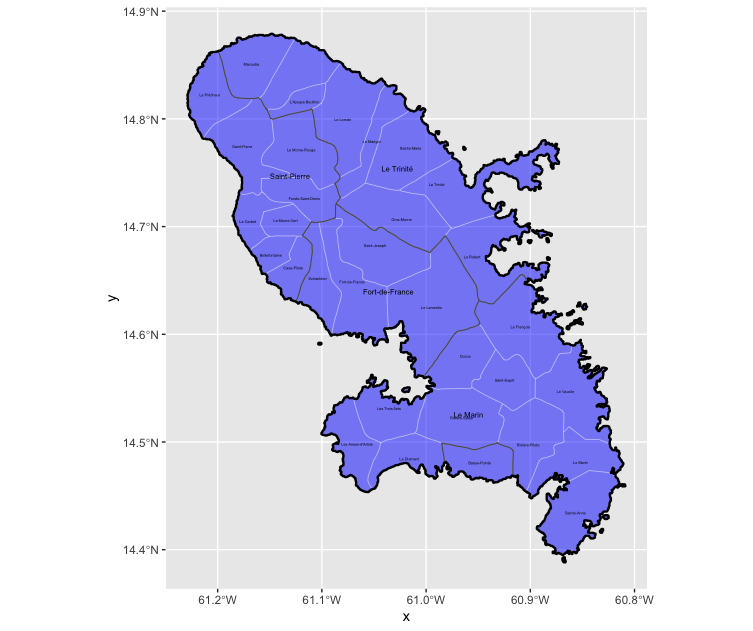 14.9°N
Macouba
Le Prêcheur
L'Ajoupa-Bouillon
14.8°N
Le Lorrain
Le Marigot
Saint-Pierre
Le Morne-Rouge
Sainte-Marie
Le Trinité
Saint-Pierre
La Trinité
Fonds-Saint-Denis
Le Carbet
Le Morne-Vert
Gros-Morne
14.7°N
Saint-Joseph
Bellefontaine
Le Robert
Case-Pilote
Schœlcher
Fort-de-France
Fort-de-France
Le Lamentin
y
14.6°N
Le François
Ducos
Saint-Esprit
Le Vauclin
Les Trois-Îlets
Le Marin
Les Anses-d'Arlets
Rivière-Pilote
14.5°N
Le Diamant
Sainte-Luce
Le Marin
Sainte-Anne
14.4°N
61.2°W
61.1°W
61.0°W
60.9°W
60.8°W
x